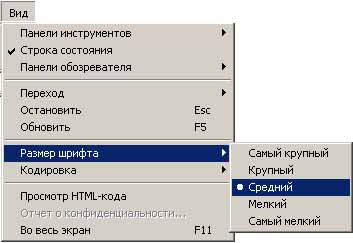 Вид
Панели инструментов
Строка состояния
Панели обозревателя
Переход
Остановить Esc
Обновить F5
Размер шрифта
Кодировка
Просмотр HTML-кода
Отчет о конфиденциальности...
Во весь экран F11
Самый крупный
Крупный
Средний
Мелкий
Самый мелкий